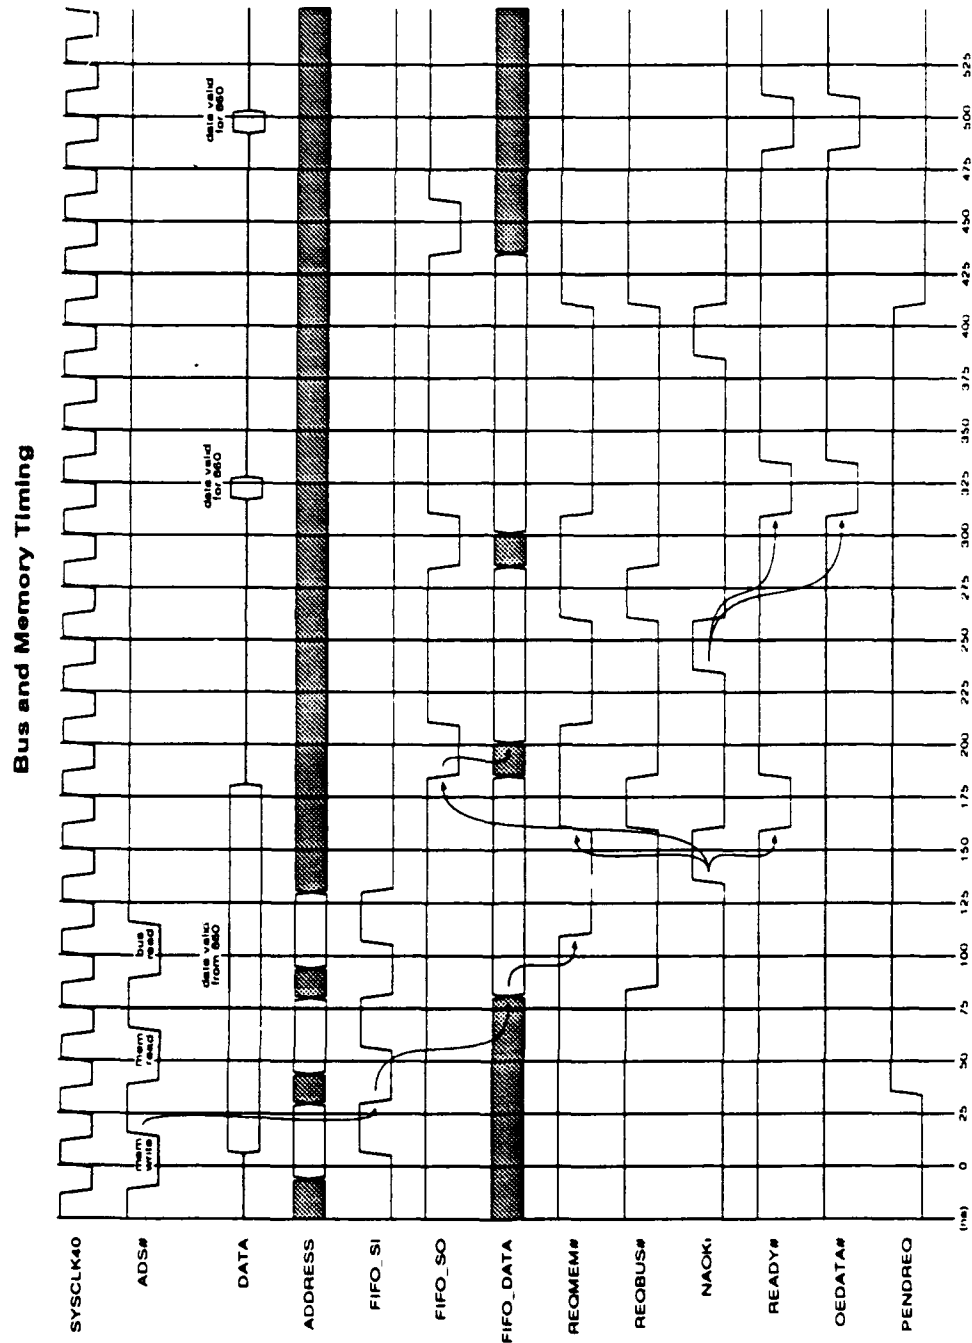 Bus and Memory Timing
SYSCLK40
ADS#
mem
write
mem
read
bus
read
DATA
data valid
from 860
data valid
for 860
data valid
for 860
ADDRESS
FIFO_SI
FIFO_SO
FIFO_DATA
REQMEM#
REQBUS#
NAOKI
READY#
OEDATA#
PENDREQ
(ns)
0
25
50
75
100
125
150
175
200
225
250
275
300
325
350
375
400
425
450
475
500
525